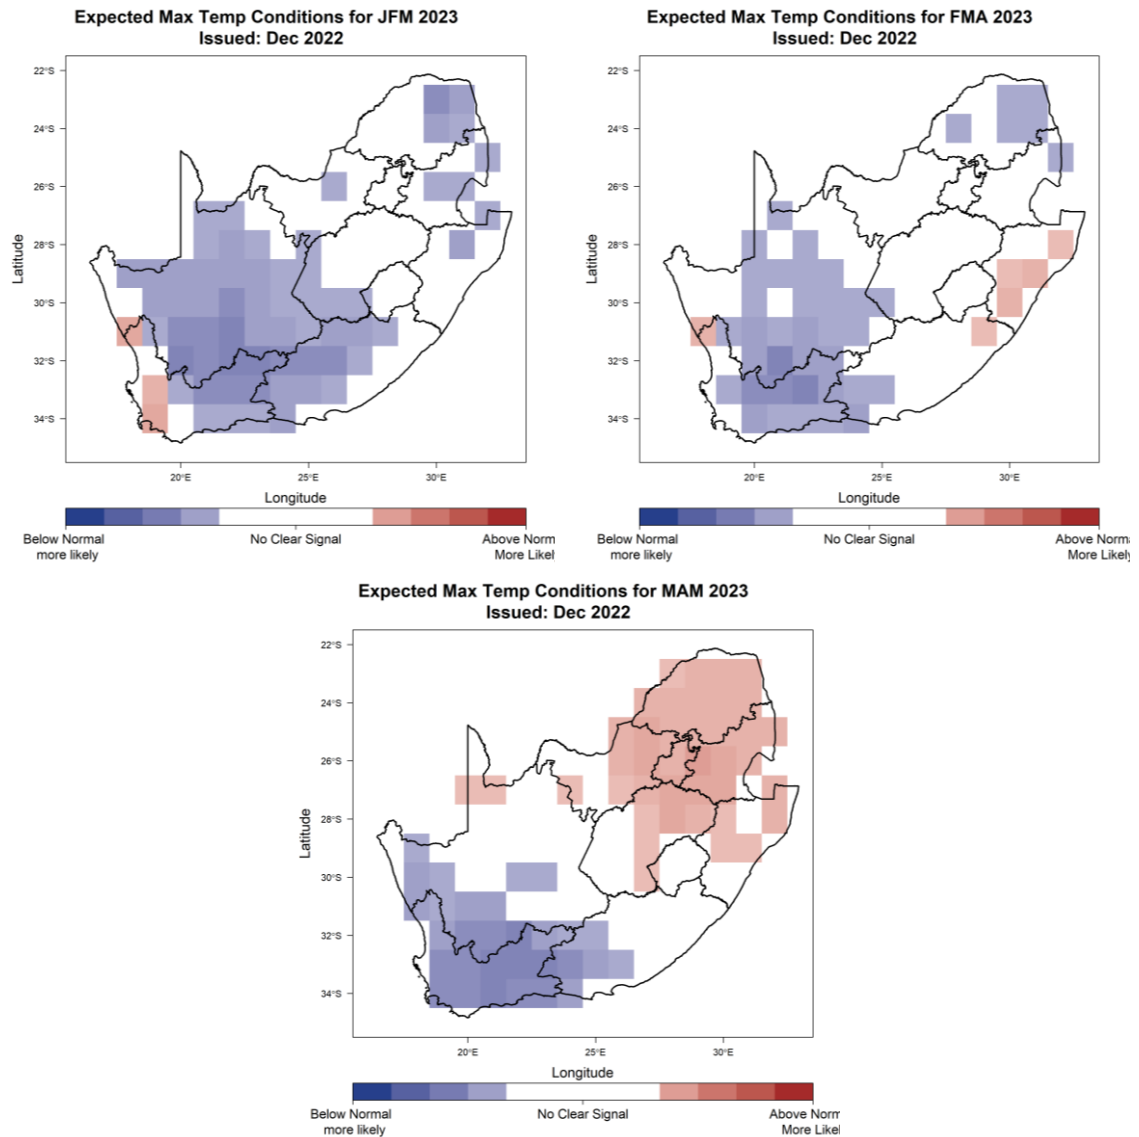 Expected Max Temp Conditions for JFM 2023
Issued: Dec 2022
22°S
24°S
26°S
28°S
30°S
32°S
34°S
Latitude
20°E 25°E 30°E
Longitude
Below Normal
more likely
No Clear Signal
Above Norm
More Likel
Expected Max Temp Conditions for FMA 2023
Issued: Dec 2022
22°S
24°S
26°S
28°S
30°S
32°S
34°S
Latitude
20°E 25°E 30°E
Longitude
Below Normal
more likely
No Clear Signal
Above Norma
More Likely
Expected Max Temp Conditions for MAM 2023
Issued: Dec 2022
22°S
24°S
26°S
28°S
30°S
32°S
34°S
Latitude
20°E 25°E 30°E
Longitude
Below Normal
more likely
No Clear Signal
Above Norm
More Likel